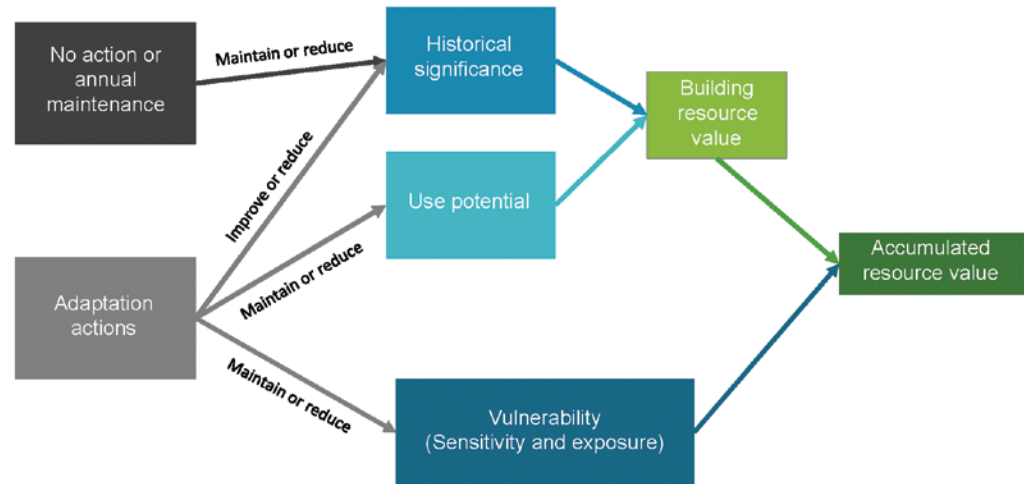 No action or
annual
maintenance
Maintain or reduce
Historical
significance
Building
resource
value
Improve or reduce
Use potential
Maintain or reduce
Accumulated
resource value
Adaptation
actions
Maintain or reduce
Vulnerability
(Sensitivity and exposure)